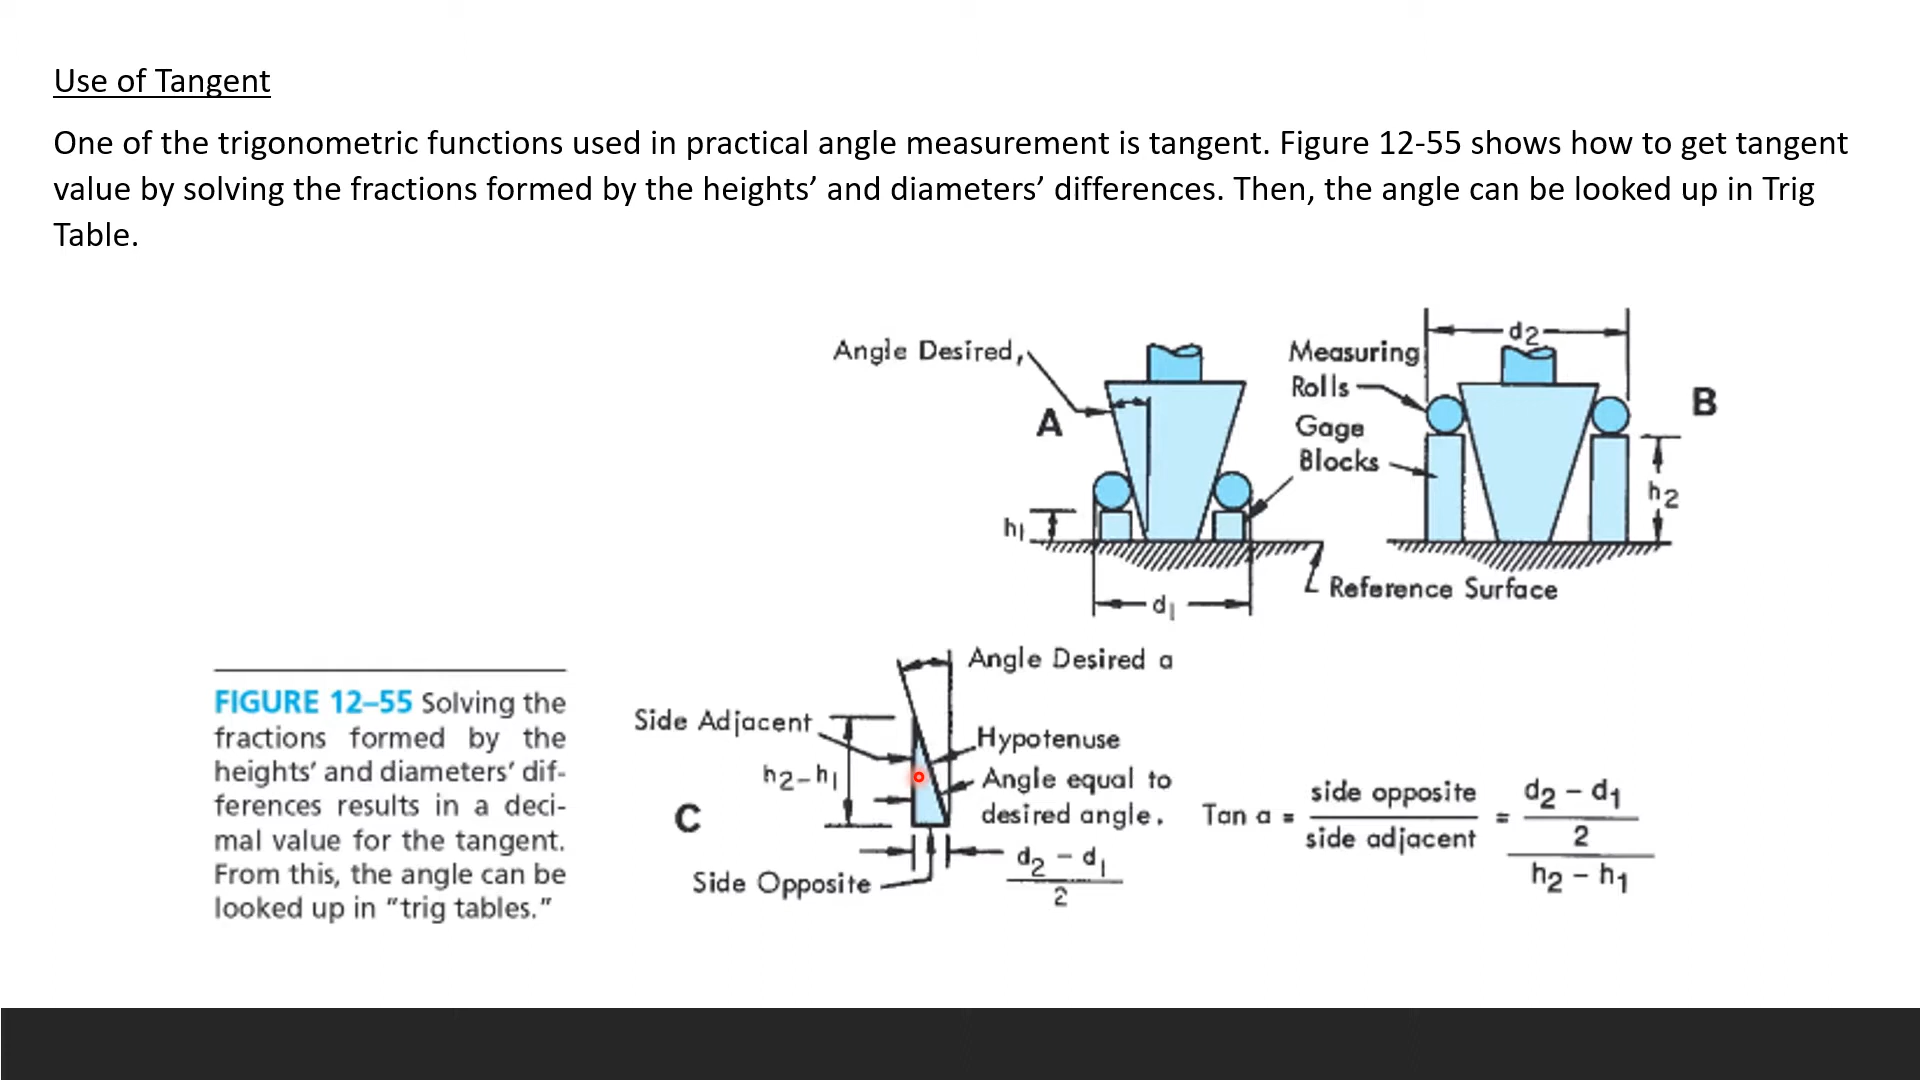 Use of Tangent
One of the trigonometric functions used in practical angle measurement is tangent. Figure 12-55 shows how to get tangent
value by solving the fractions formed by the heights’ and diameters’ differences. Then, the angle can be looked up in Trig
Table.
Angle Desired,
A
h1
d1
d2
Measuring
Rolls
Gage
Blocks
B
h2
Reference Surface
FIGURE 12–55 Solving the
fractions formed by the
heights’ and diameters’ dif-
ferences results in a deci-
mal value for the tangent.
From this, the angle can be
looked up in “trig tables.”
Angle Desired a
Side Adjacent
Hypotenuse
h2-h1
Angle equal to
desired angle.
C
d2 - d1
2
Side Opposite
Tan a = side opposite = d2 - d1
side adjacent 2
h2 - h1